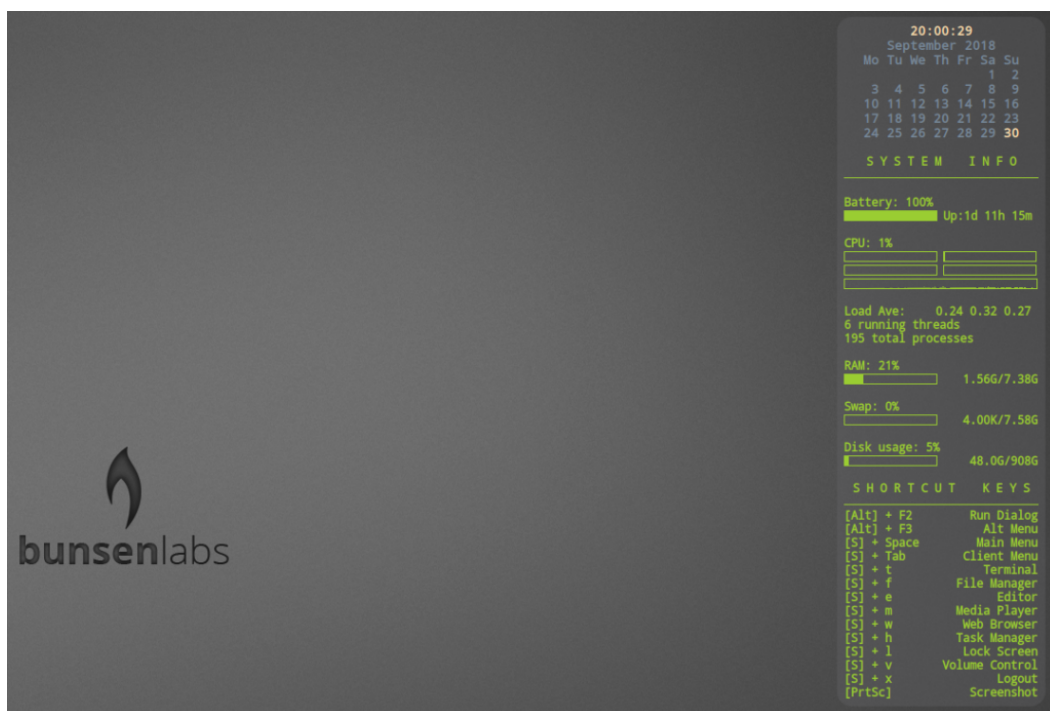 20:00:29
September 2018
Mo Tu We Th Fr Sa Su
1 2
3 4 5 6 7 8 9
10 11 12 13 14 15 16
17 18 19 20 21 22 23
24 25 26 27 28 29 30
SYSTEM INFO
Battery: 100%
Up:1d 11h 15m
CPU: 1%
Load Ave: 0.24 0.32 0.27
6 running threads
195 total processes
RAM: 21%
1.56G/7.38G
Swap: 0%
4.00K/7.58G
Disk usage: 5%
48.0G/908G
SHORTCUT KEYS
[Alt] + F2 Run Dialog
[Alt] + F3 Alt Menu
[S] + Space Main Menu
[S] + Tab Client Menu
[S] + t Terminal
[S] + f File Manager
[S] + e Editor
[S] + m Media Player
[S] + w Web Browser
[S] + h Task Manager
[S] + l Lock Screen
[S] + v Volume Control
[S] + x Logout
[PrtSc] Screenshot
bunsenlabs